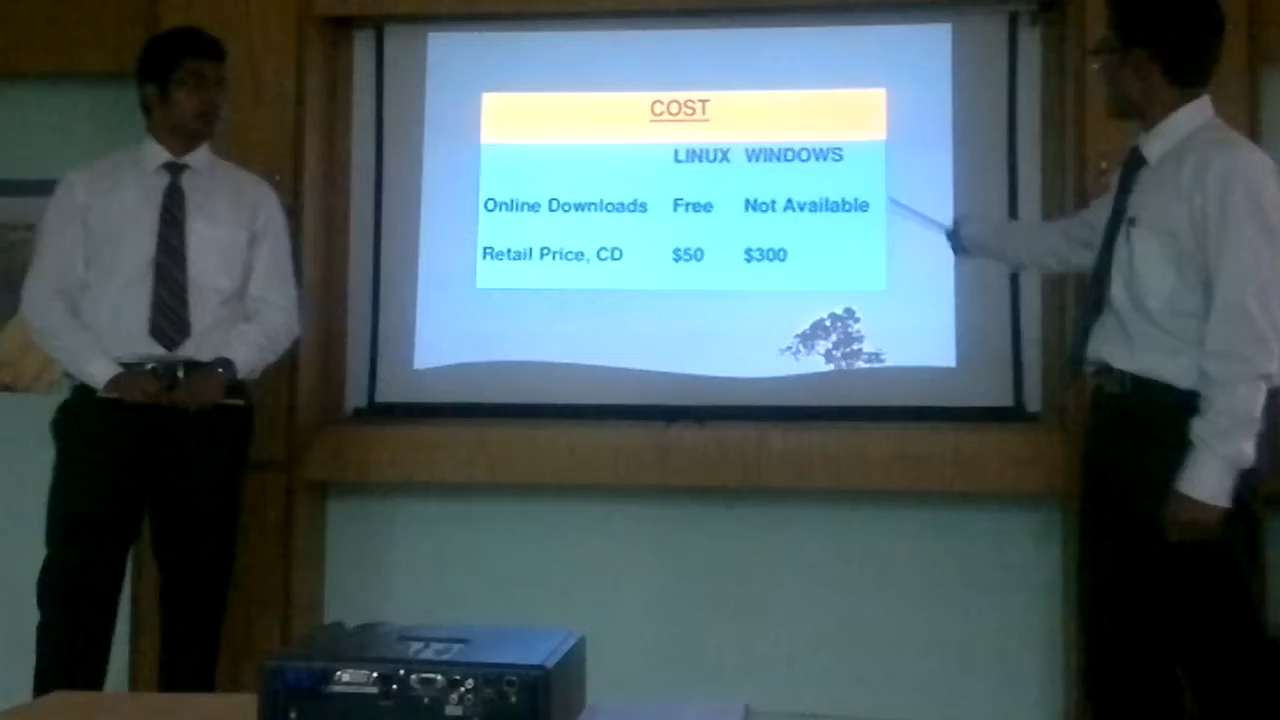 COST
LINUX WINDOWS
Online Downloads Free Not Available
Retail Price, CD $50 $300